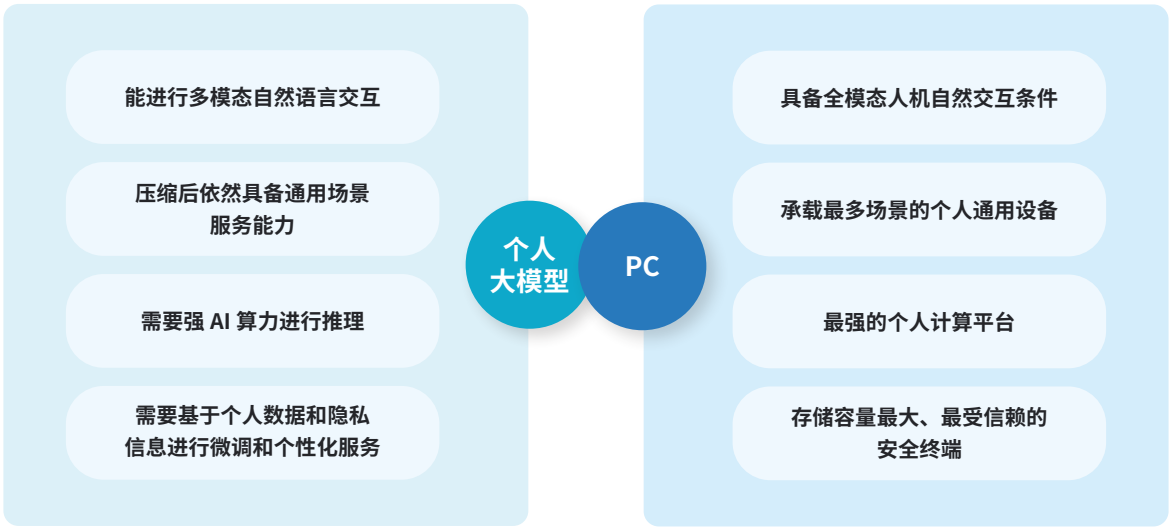 能进行多模态自然语言交互
压缩后依然具备通用场景
服务能力
需要强 AI 算力进行推理
需要基于个人数据和隐私
信息进行微调和个性化服务
个人
大模型
PC
具备全模态人机自然交互条件
承载最多场景的个人通用设备
最强的个人计算平台
存储容量最大、最受信赖的
安全终端